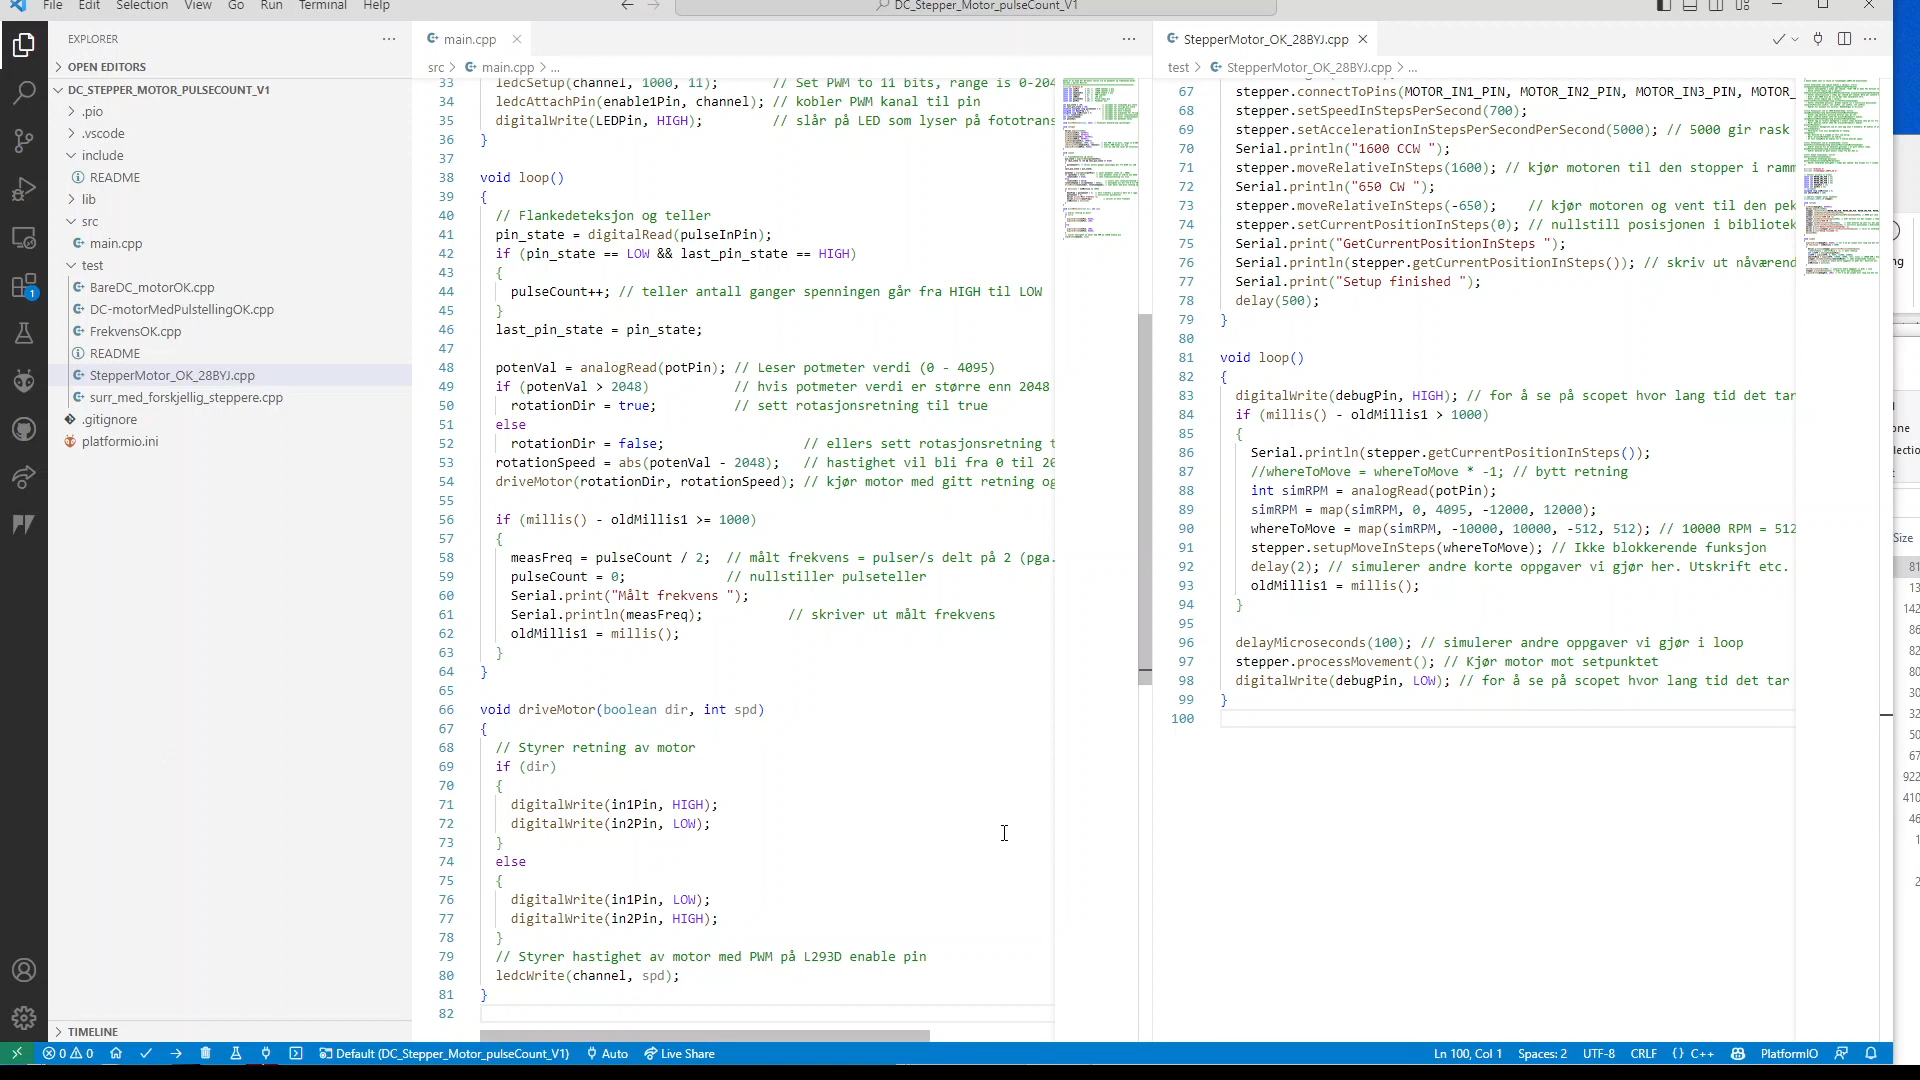 File Edit Selection View Go Run Terminal Help
DC_Stepper_Motor_pulseCount_V1
EXPLORER
OPEN EDITORS
DC_STEPPER_MOTOR_PULSECOUNT_V1
.pio
.vscode
include
README
lib
src
main.cpp
test
BareDC_motorOK.cpp
DC-motorMedPulstellingOK.cpp
FrekvensOK.cpp
README
StepperMotor_OK_28BYJ.cpp
surr_med_forskjellig_steppere.cpp
.gitignore
platformio.ini
TIMELINE
1
main.cpp
src > main.cpp > ...
33 ledcSetup(channel, 1000, 11); // Set PWM to 11 bits, range is 0-204
34 ledcAttachPin(enable1Pin, channel); // kobler PWM kanal til pin
35 digitalWrite(LEDPin, HIGH); // slår på LED som lyser på fototrans
36 }
37
38 void loop()
39 {
40 // Flankedeteksjon og teller
41 pin_state = digitalRead(pulseInPin);
42 if (pin_state == LOW && last_pin_state == HIGH)
43 {
44 pulseCount++; // teller antall ganger spenningen går fra HIGH til LOW
45 }
46 last_pin_state = pin_state;
47
48 potenVal = analogRead(potPin); // Leser potmeter verdi (0 - 4095)
49 if (potenVal > 2048) // hvis potmeter verdi er større enn 2048
50 rotationDir = true; // sett rotasjonsretning til true
51 else
52 rotationDir = false; // ellers sett rotasjonsretning t
53 rotationSpeed = abs(potenVal - 2048); // hastighet vil bli fra 0 til 20
54 driveMotor(rotationDir, rotationSpeed); // kjør motor med gitt retning og
55
56 if (millis() - oldMillis1 >= 1000)
57 {
58 measFreq = pulseCount / 2; // målt frekvens = pulser/s delt på 2 (pga.
59 pulseCount = 0; // nullstiller pulseteller
60 Serial.print("Målt frekvens ");
61 Serial.println(measFreq); // skriver ut målt frekvens
62 oldMillis1 = millis();
63 }
64 }
65
66 void driveMotor(boolean dir, int spd)
67 {
68 // Styrer retning av motor
69 if (dir)
70 {
71 digitalWrite(in1Pin, HIGH);
72 digitalWrite(in2Pin, LOW);
73 }
74 else
75 {
76 digitalWrite(in1Pin, LOW);
77 digitalWrite(in2Pin, HIGH);
78 }
79 // Styrer hastighet av motor med PWM på L293D enable pin
80 ledcWrite(channel, spd);
81 }
82
StepperMotor_OK_28BYJ.cpp
test > StepperMotor_OK_28BYJ.cpp > ...
67 stepper.connectToPins(MOTOR_IN1_PIN, MOTOR_IN2_PIN, MOTOR_IN3_PIN, MOTOR_
68 stepper.setSpeedInStepsPerSecond(700);
69 stepper.setAccelerationInStepsPerSecondPerSecond(5000); // 5000 gir rask
70 Serial.println("1600 CCW ");
71 stepper.moveRelativeInSteps(1600); // kjør motoren til den stopper i ramm
72 Serial.println("650 CW ");
73 stepper.moveRelativeInSteps(-650); // kjør motoren og vent til den pek
74 stepper.setCurrentPositionInSteps(0); // nullstill posisjonen i bibliotek
75 Serial.print("GetCurrentPositionInSteps ");
76 Serial.println(stepper.getCurrentPositionInSteps()); // skriv ut nåværend
77 Serial.print("Setup finished ");
78 delay(500);
79 }
80
81 void loop()
82 {
83 digitalWrite(debugPin, HIGH); // for å se på scopet hvor lang tid det tar
84 if (millis() - oldMillis1 > 1000)
85 {
86 Serial.println(stepper.getCurrentPositionInSteps());
87 //whereToMove = whereToMove * -1; // bytt retning
88 int simRPM = analogRead(potPin);
89 simRPM = map(simRPM, 0, 4095, -12000, 12000);
90 whereToMove = map(simRPM, -10000, 10000, -512, 512); // 10000 RPM = 512
91 stepper.setupMoveInSteps(whereToMove); // Ikke blokkerende funksjon
92 delay(2); // simulerer andre korte oppgaver vi gjør her. Utskrift etc.
93 oldMillis1 = millis();
94 }
95
96 delayMicroseconds(100); // simulerer andre oppgaver vi gjør i loop
97 stepper.processMovement(); // Kjør motor mot setpunktet
98 digitalWrite(debugPin, LOW); // for å se på scopet hvor lang tid det tar
99 }
100
Size
0 0 Default (DC_Stepper_Motor_pulseCount_V1) Auto Live Share
Ln 100, Col 1 Spaces: 2 UTF-8 CRLF {} C++ PlatformIO